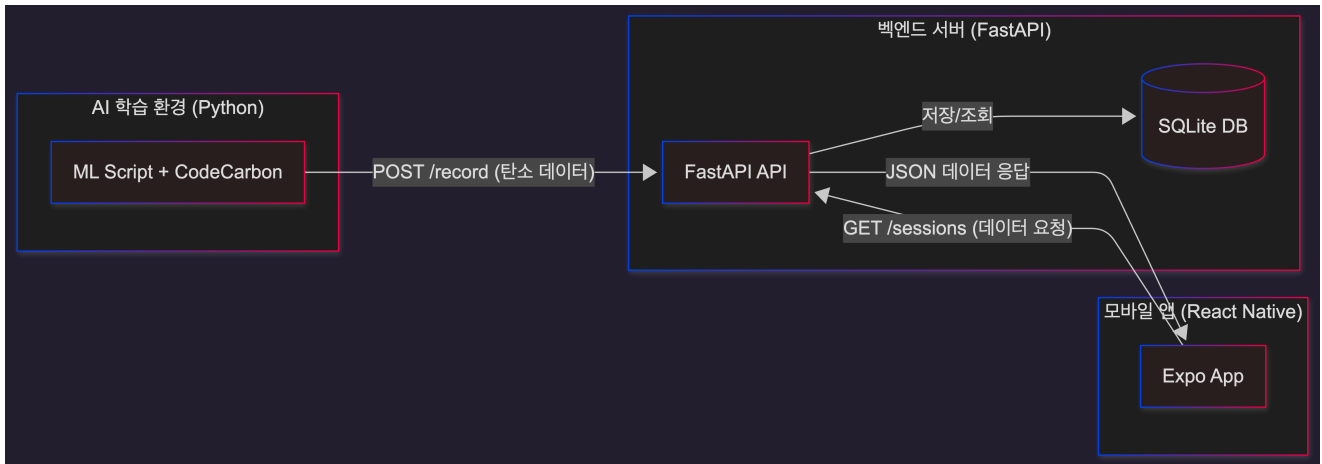 AI 학습 환경 (Python)
ML Script + CodeCarbon
POST /record (탄소 데이터)
벡엔드 서버 (FastAPI)
FastAPI API
저장/조회
JSON 데이터 응답
GET /sessions (데이터 요청)
SQLite DB
모바일 앱 (React Native)
Expo App